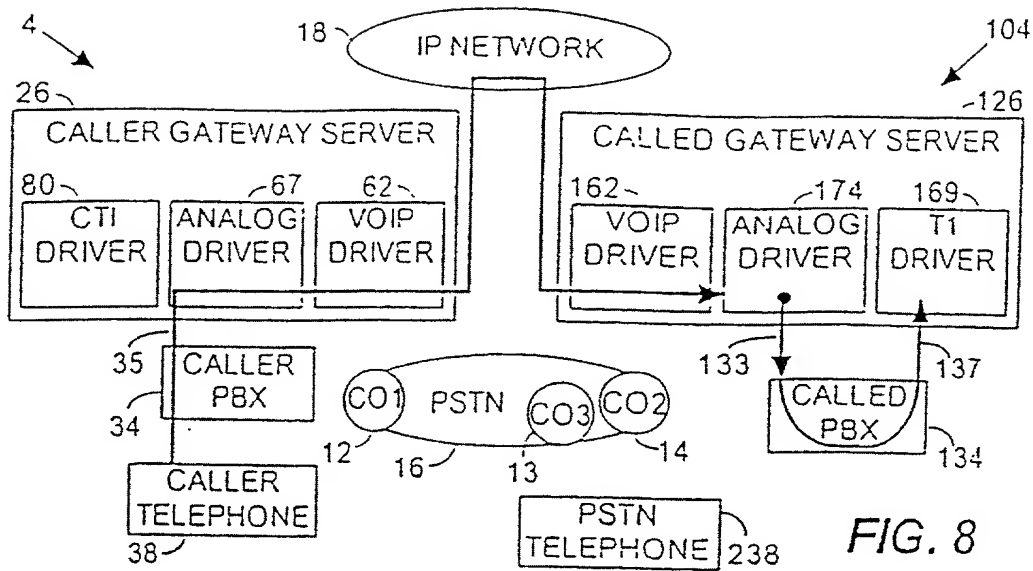 4
18
IP NETWORK
104
26
CALLER GATEWAY SERVER
126
CALLED GATEWAY SERVER
80
CTI
DRIVER
67
ANALOG
DRIVER
62
VOIP
DRIVER
162
VOIP
DRIVER
174
ANALOG
DRIVER
169
T1
DRIVER
35
CALLER
PBX
34
133
137
CALLED
PBX
134
CO1
PSTN
CO3
CO2
12
16
13
14
CALLER
TELEPHONE
38
PSTN
TELEPHONE
238
FIG. 8